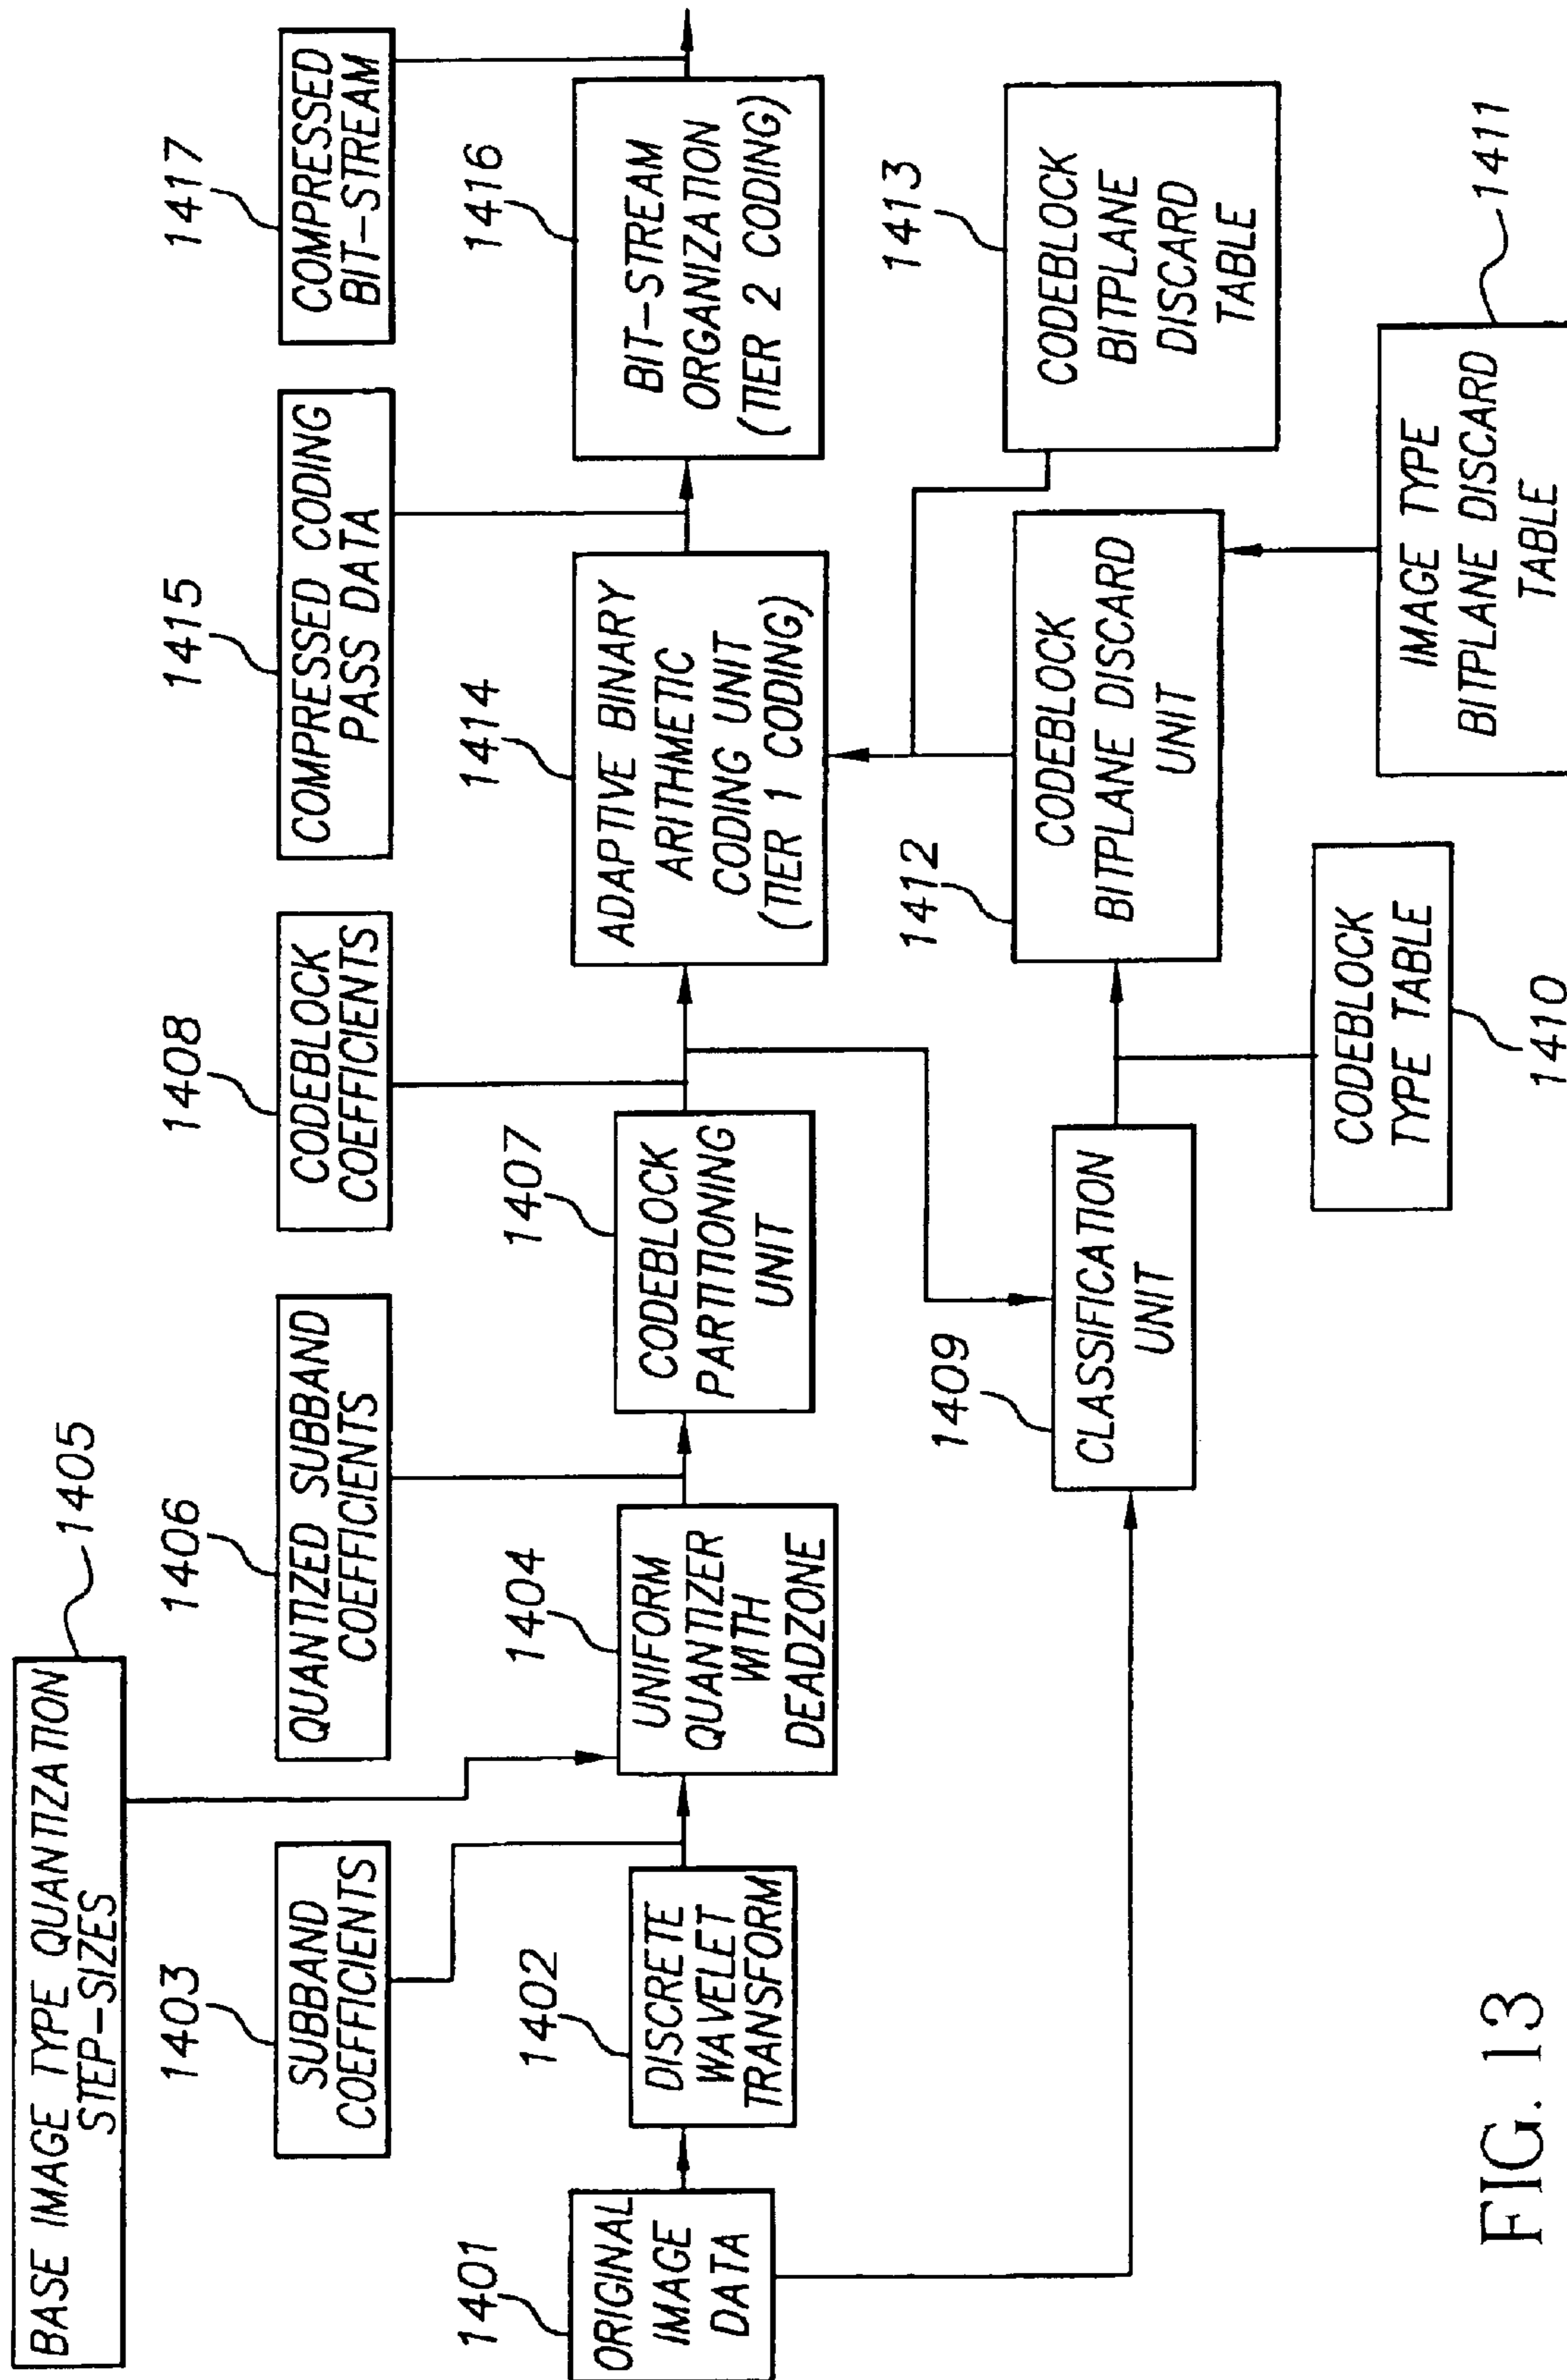 BASE IMAGE TYPE QUANTIZATION
STEP-SIZES
1405
1403
SUBBAND
COEFFICIENTS
1406
QUANTIZED SUBBAND
COEFFICIENTS
1408
CODEBLOCK
COEFFICIENTS
1415
COMPRESSED CODING
PASS DATA
1417
COMPRESSED
BIT-STREAM
1401
ORIGINAL
IMAGE
DATA
1402
DISCRETE
WAVELET
TRANSFORM
1404
UNIFORM
QUANTIZER
WITH
DEADZONE
1407
CODEBLOCK
PARTITIONING
UNIT
1414
ADAPTIVE BINARY
ARITHMETIC
CODING UNIT
(TIER 1 CODING)
1416
BIT-STREAM
ORGANIZATION
(TIER 2 CODING)
1409
CLASSIFICATION
UNIT
1412
CODEBLOCK
BITPLANE DISCARD
UNIT
1413
CODEBLOCK
BITPLANE
DISCARD
TABLE
CODEBLOCK
TYPE TABLE
1410
IMAGE TYPE
BITPLANE DISCARD
TABLE
1411
FIG. 13